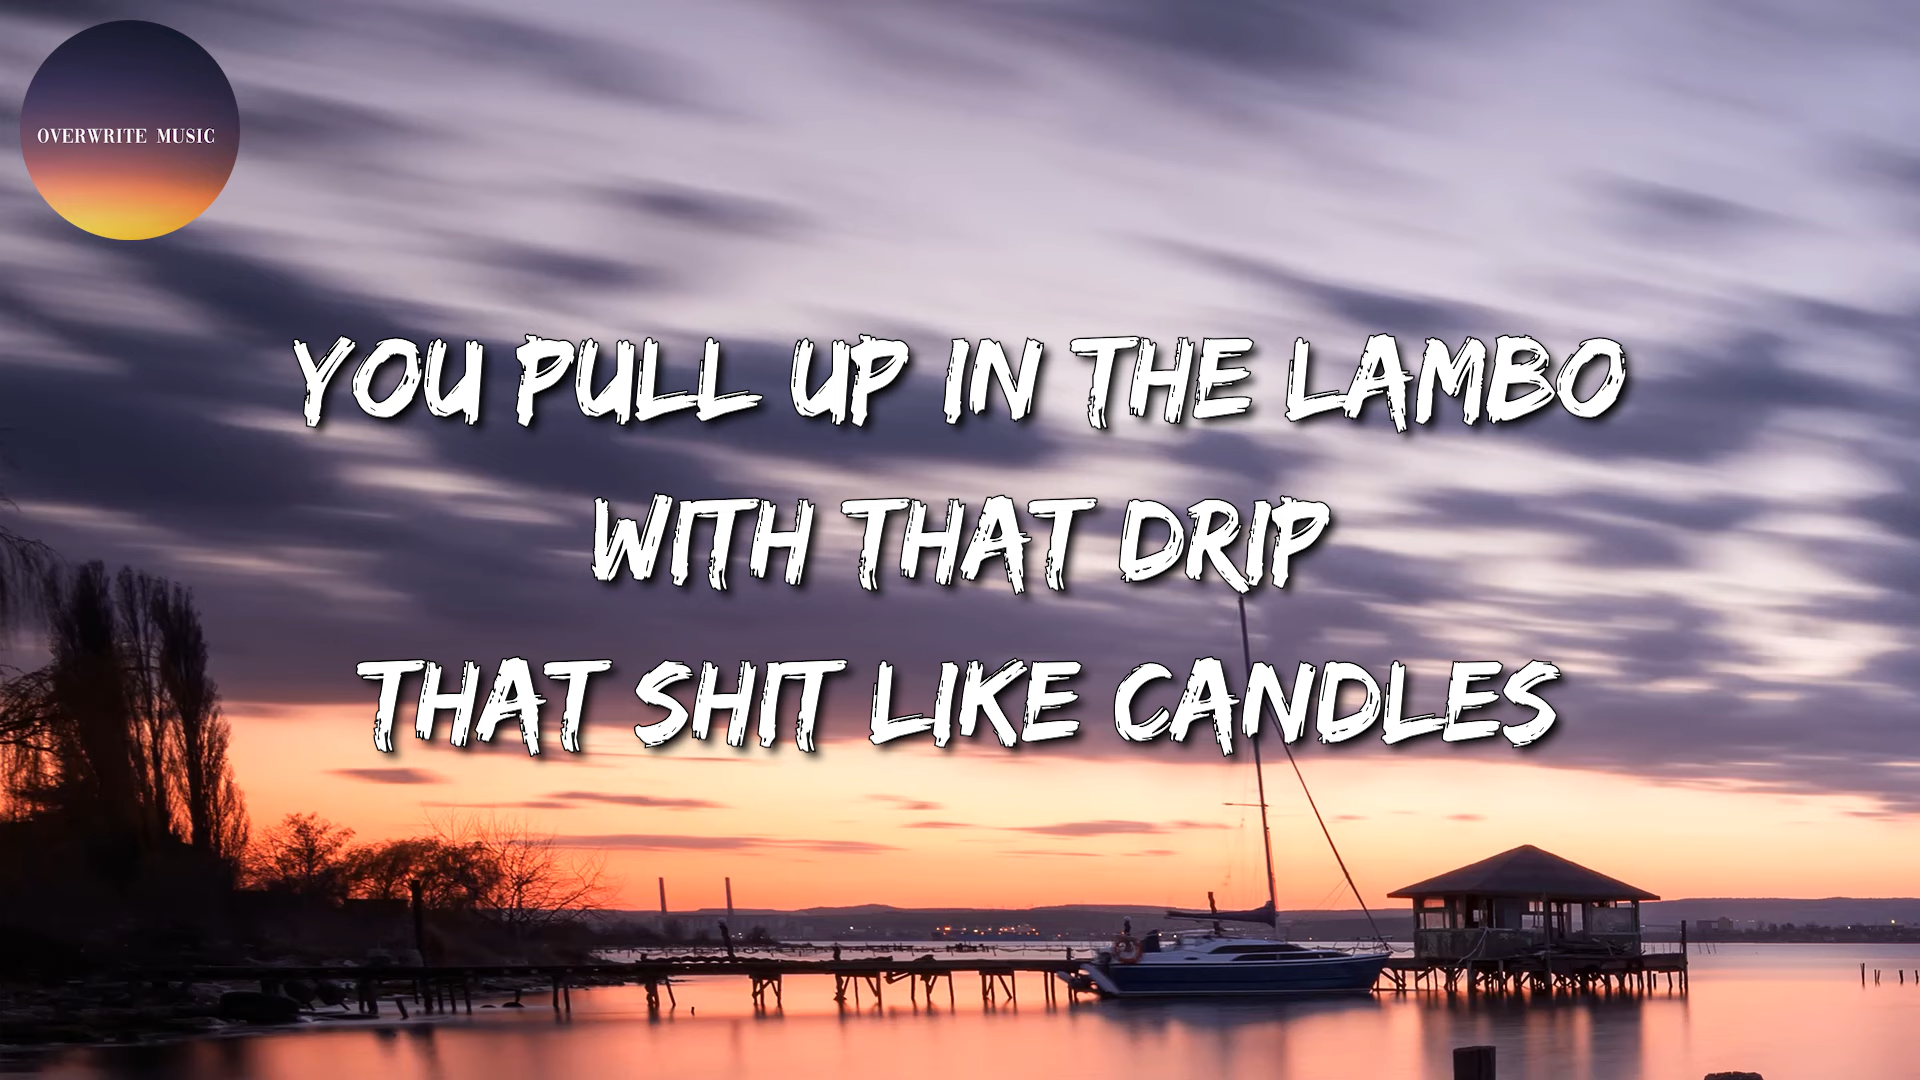 OVERWRITE MUSIC
YOU PULL UP IN THE LAMBO
WITH THAT DRIP
THAT SHIT LIKE CANDLES